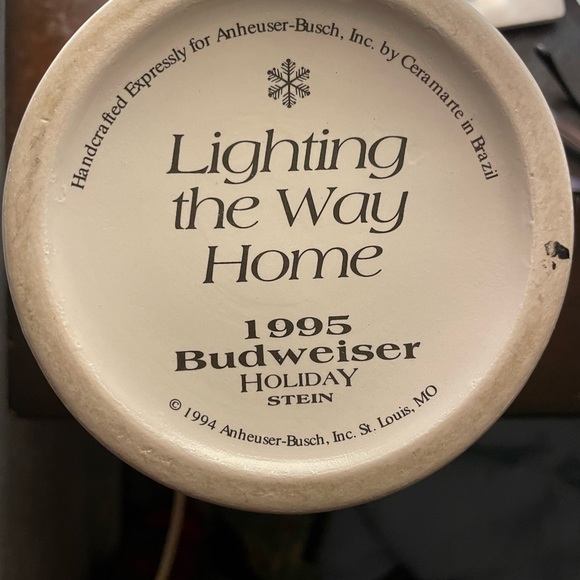 Handcrafted Expressly for Anheuser-Busch, Inc. by Ceramarte in Brazil
Lighting
the Way
Home
1995
Budweiser
HOLIDAY
STEIN
© 1994 Anheuser-Busch, Inc. St. Louis, MO